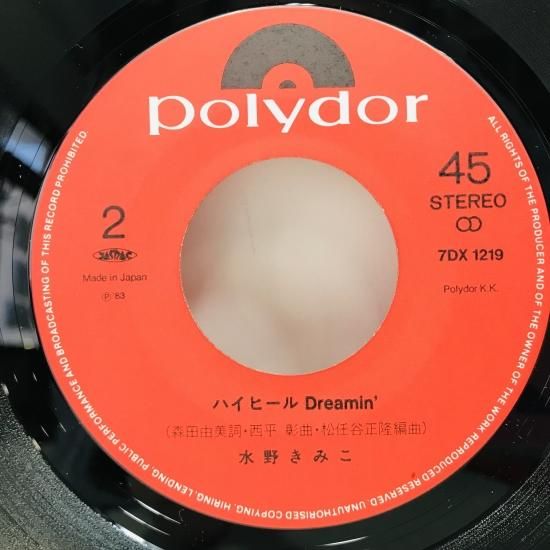 polydor
2
JASRAC
Made in Japan
Ⓟ '83
45
STEREO
7DX 1219
Polydor K.K.
ハイヒール Dreamin'
(森田由美詞・西平 彰曲・松任谷正隆編曲)
水野きみこ
ALL RIGHTS OF THE PRODUCER AND OF THE OWNER OF THE WORK REPRODUCED RESERVED. UNAUTHORISED COPYING, HIRING, LENDING, PUBLIC PERFORMANCE AND BROADCASTING OF THIS RECORD PROHIBITED.